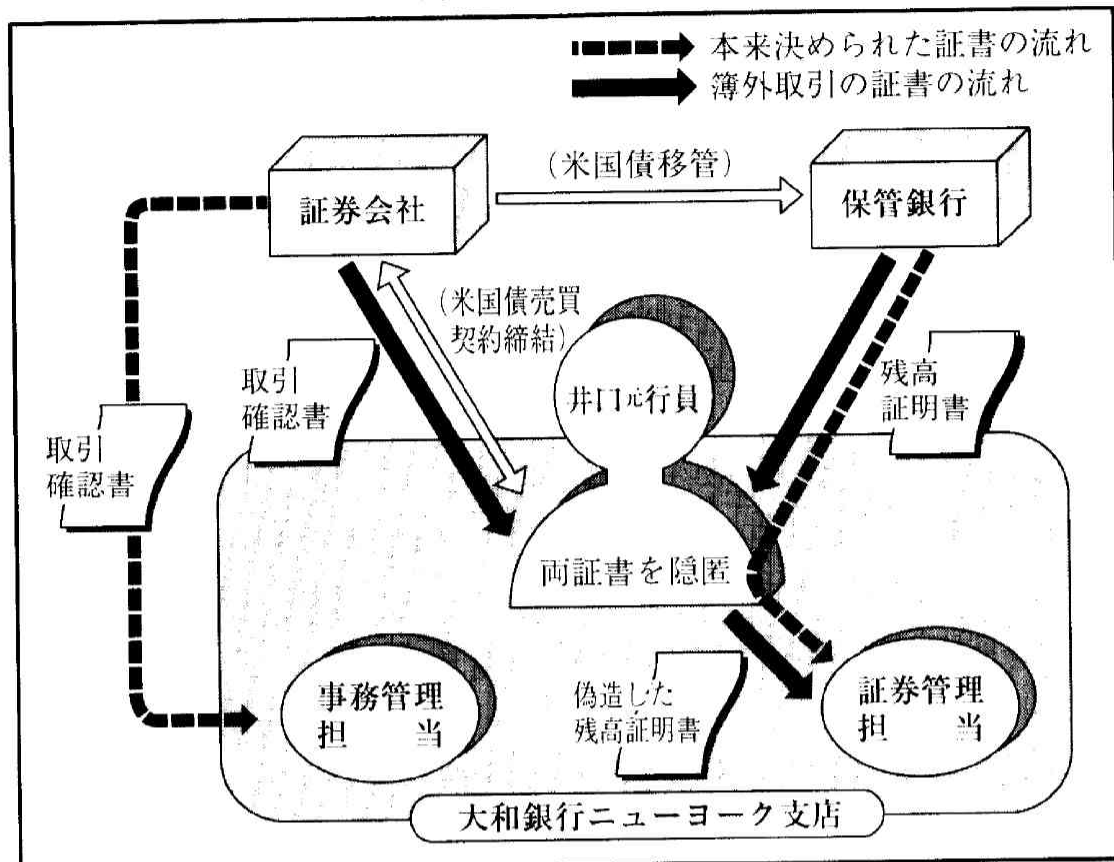 本来決められた証書の流れ
簿外取引の証書の流れ
証券会社
(米国債移管)
保管銀行
(米国債売買
契約締結)
取引
確認書
取引
確認書
井口元行員
残高
証明書
両証書を隠匿
事務管理
担当
偽造した
残高証明書
証券管理
担当
大和銀行ニューヨーク支店